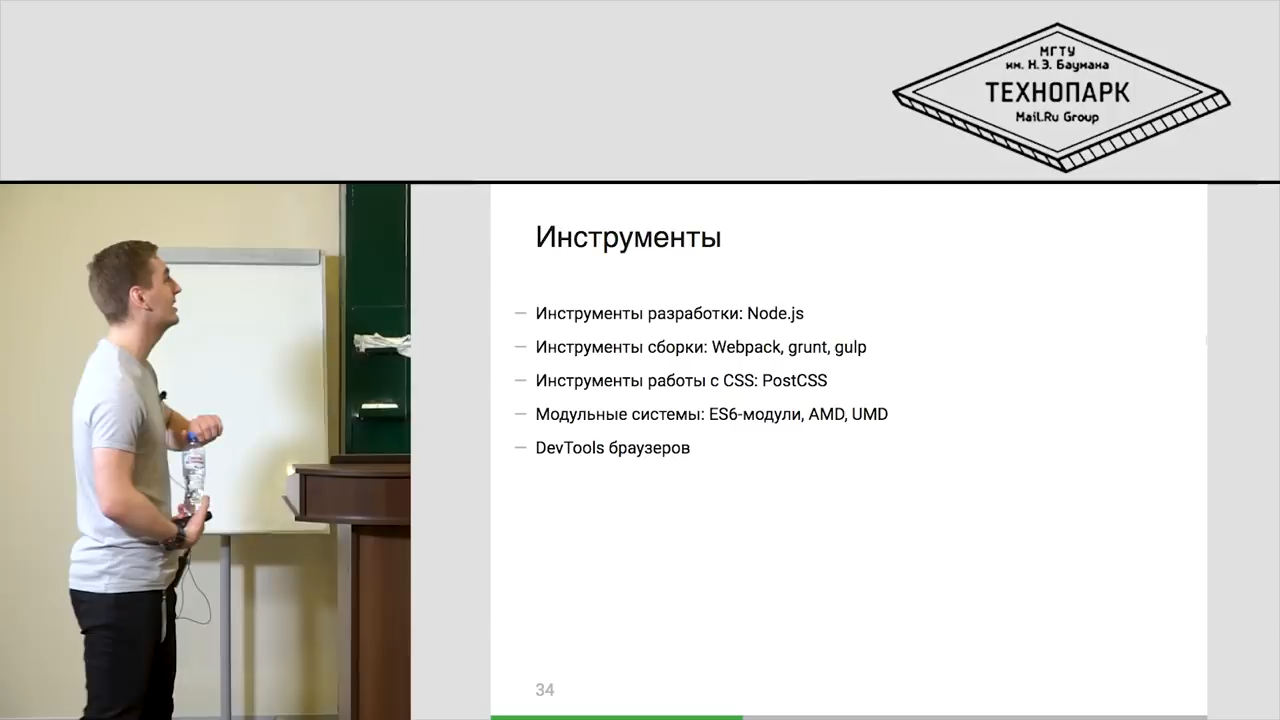 МГТУ
им. Н.Э. Баумана
ТЕХНОПАРК
Mail.Ru Group
Инструменты
— Инструменты разработки: Node.js
— Инструменты сборки: Webpack, grunt, gulp
— Инструменты работы с CSS: PostCSS
— Модульные системы: ES6-модули, AMD, UMD
— DevTools браузеров
34